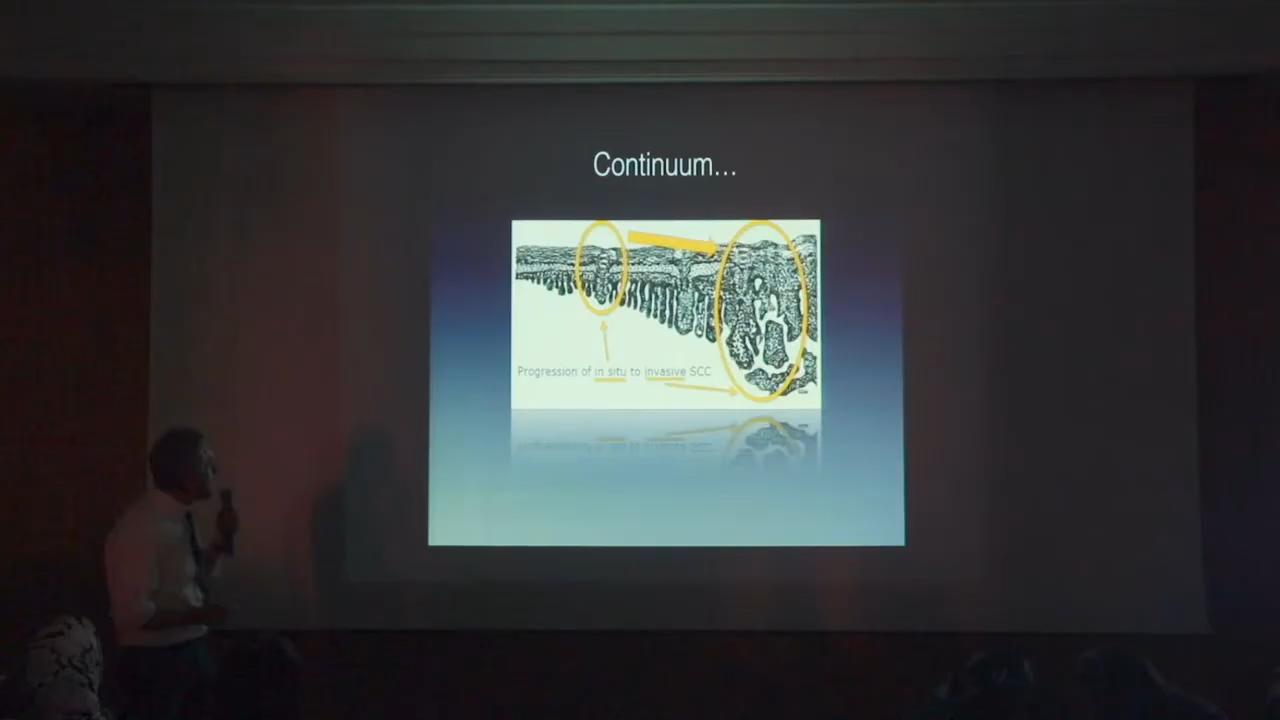 Continuum...
Progression of in situ to invasive SCC